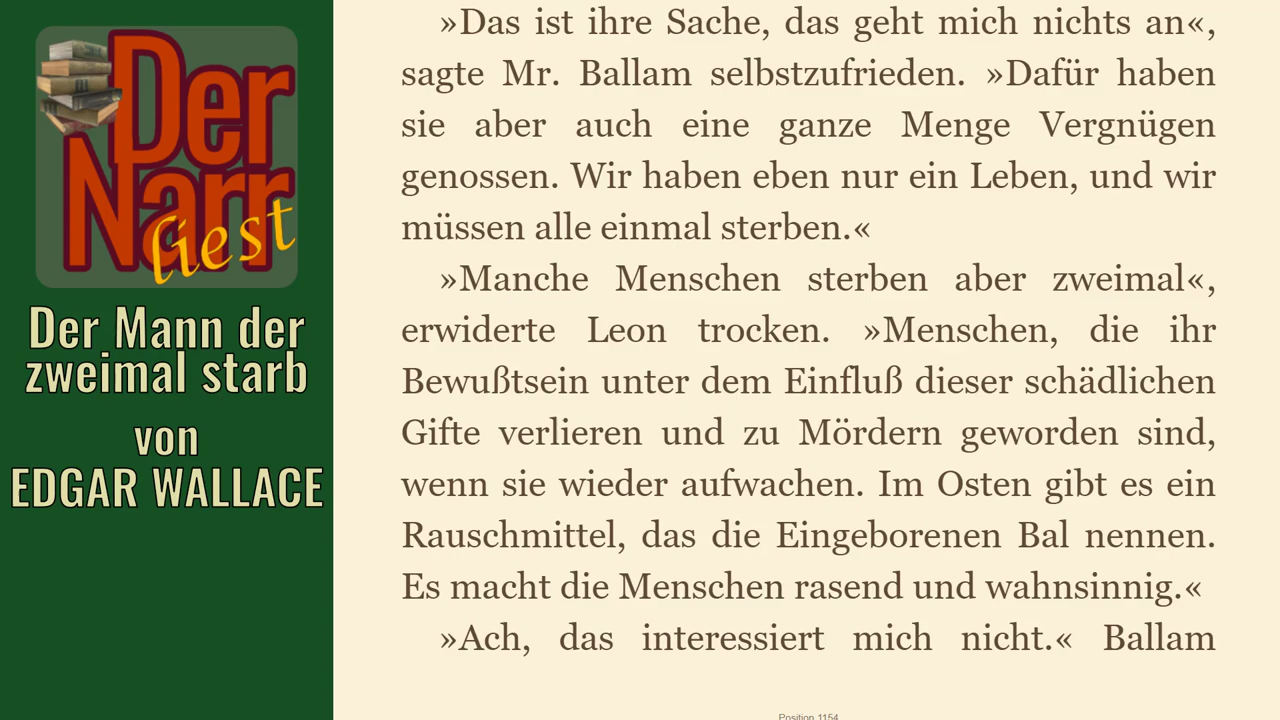 Der
Narr
liest
Der Mann der
zweimal starb
von
EDGAR WALLACE
»Das ist ihre Sache, das geht mich nichts an«,
sagte Mr. Ballam selbstzufrieden. »Dafür haben
sie aber auch eine ganze Menge Vergnügen
genossen. Wir haben eben nur ein Leben, und wir
müssen alle einmal sterben.«
»Manche Menschen sterben aber zweimal«,
erwiderte Leon trocken. »Menschen, die ihr
Bewußtsein unter dem Einfluß dieser schädlichen
Gifte verlieren und zu Mördern geworden sind,
wenn sie wieder aufwachen. Im Osten gibt es ein
Rauschmittel, das die Eingeborenen Bal nennen.
Es macht die Menschen rasend und wahnsinnig.«
»Ach, das interessiert mich nicht.« Ballam
Position 1154